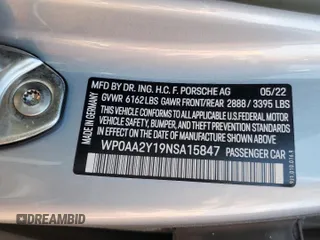 MFD BY DR. ING. H.C. F. PORSCHE AG 05/22
GVWR 6162 LBS GAWR FRONT/REAR 2888 / 3395 LBS
THIS VEHICLE CONFORMS TO ALL APPLICABLE U.S. FEDERAL MOTOR
VEHICLE SAFETY, BUMPER, AND THEFT PREVENTION STANDARDS
IN EFFECT ON THE DATE OF MANUFACTURE SHOWN ABOVE.
WP0AA2Y19NSA15847 PASSENGER CAR
MADE IN GERMANY
DREAMBID